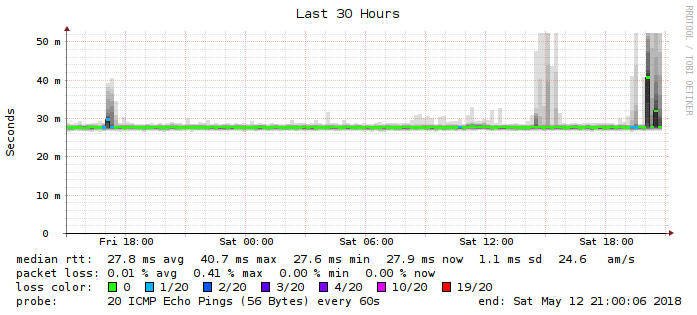 Last 30 Hours
RRDTOOL / TOBI OETIKER
Seconds
50 m
40 m
30 m
20 m
10 m
0
Fri 18:00 Sat 00:00 Sat 06:00 Sat 12:00 Sat 18:00
median rtt: 27.8 ms avg 40.7 ms max 27.6 ms min 27.9 ms now 1.1 ms sd 24.6 am/s
packet loss: 0.01 % avg 0.41 % max 0.00 % min 0.00 % now
loss color: 0 1/20 2/20 3/20 4/20 10/20 19/20
probe: 20 ICMP Echo Pings (56 Bytes) every 60s end: Sat May 12 21:00:06 2018